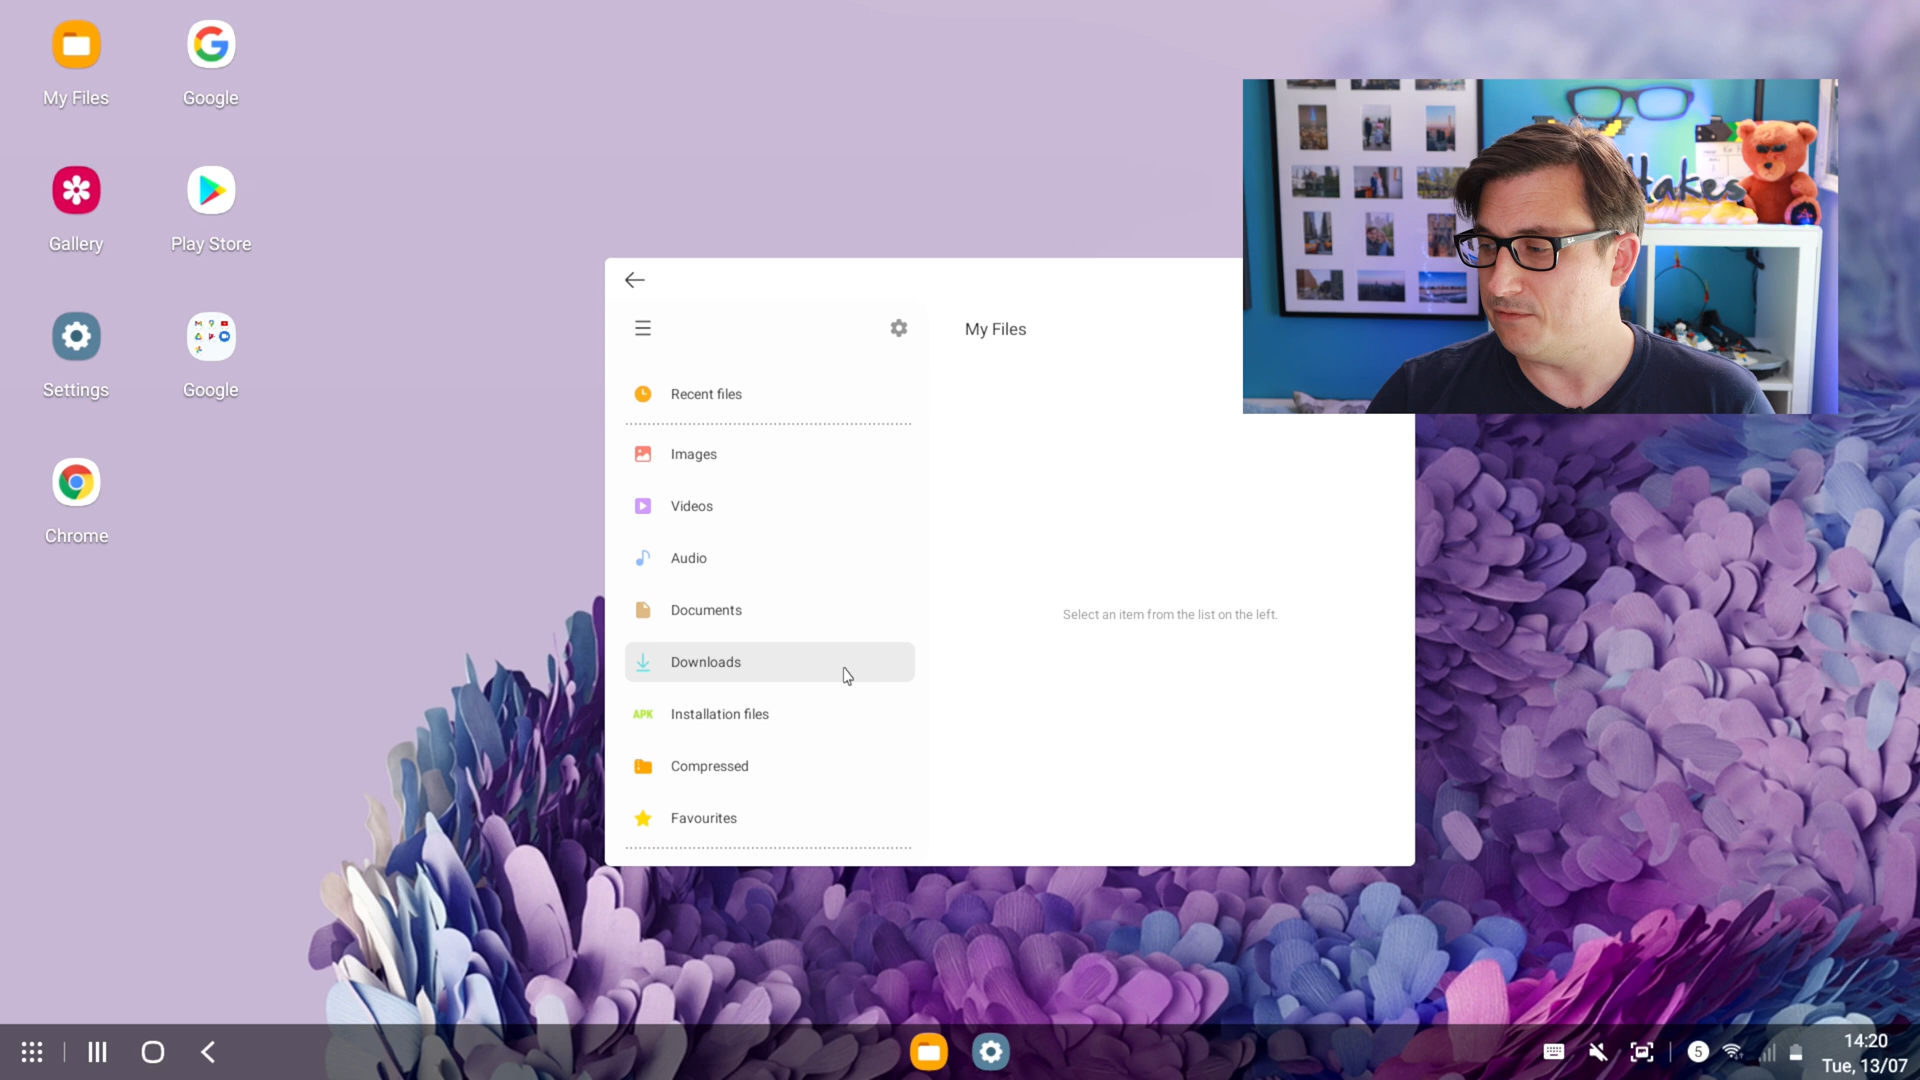 My Files
Google
Gallery
Play Store
Settings
Google
Chrome
My Files
Recent files
Images
Videos
Audio
Documents
Downloads
APK
Installation files
Compressed
Favourites
Select an item from the list on the left.
takes
5
14:20
Tue, 13/07